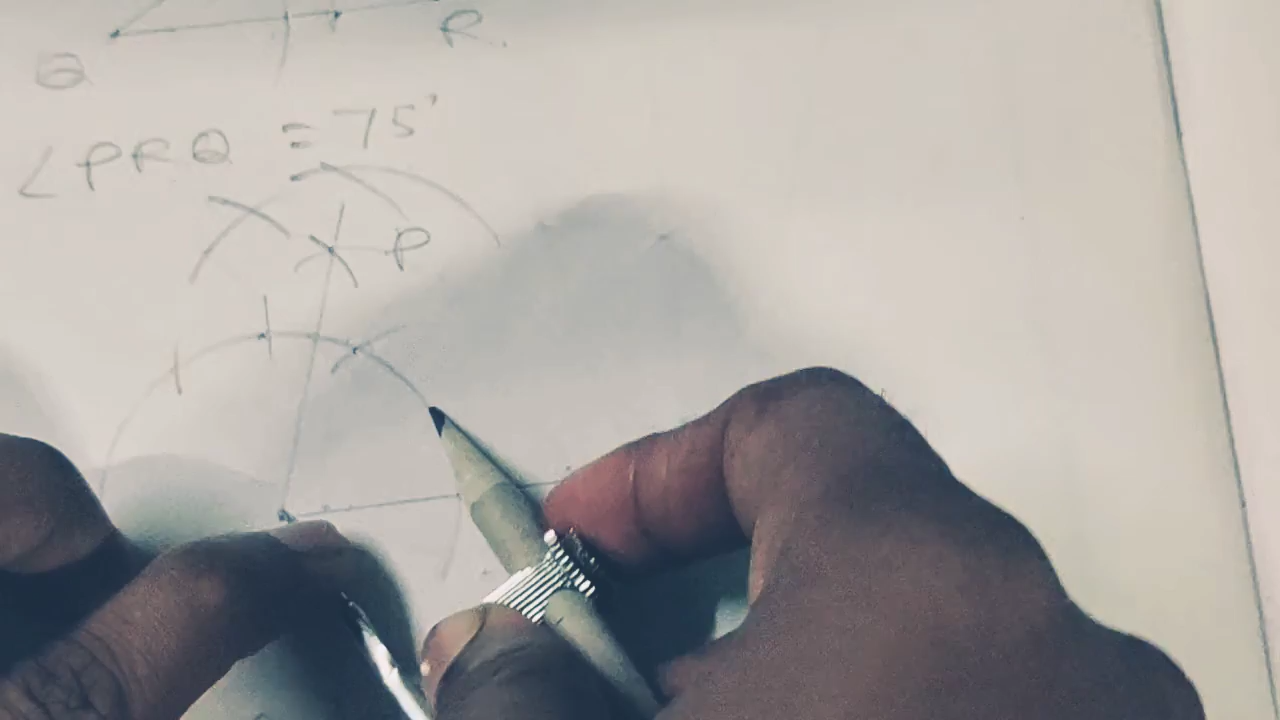 R.
Q
∠PRQ = 75°
P